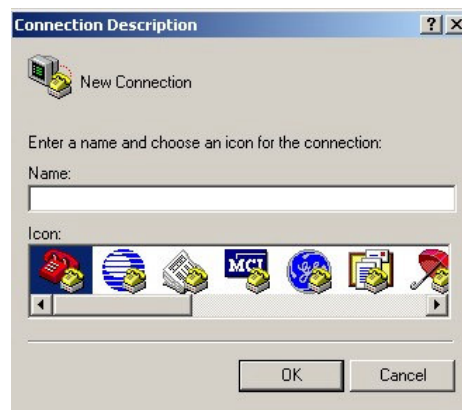 Connection Description
New Connection
Enter a name and choose an icon for the connection:
Name:
Icon:
MCI
OK
Cancel